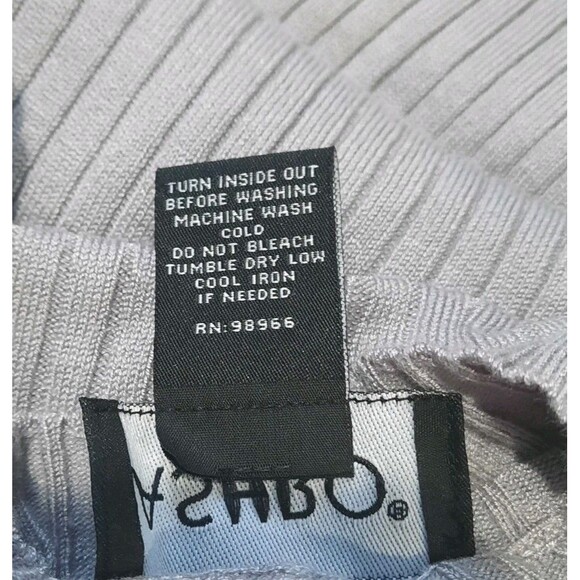 TURN INSIDE OUT
BEFORE WASHING
MACHINE WASH
COLD
DO NOT BLEACH
TUMBLE DRY LOW
COOL IRON
IF NEEDED
RN:98966
ASHRO®